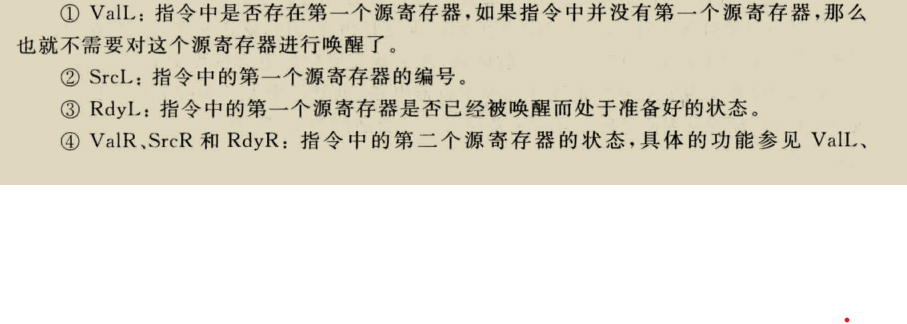 ① ValL：指令中是否存在第一个源寄存器，如果指令中并没有第一个源寄存器，那么
也就不需要对这个源寄存器进行唤醒了。
② SrcL：指令中的第一个源寄存器的编号。
③ RdyL：指令中的第一个源寄存器是否已经被唤醒而处于准备好的状态。
④ ValR、SrcR 和 RdyR：指令中的第二个源寄存器的状态，具体的功能参见 ValL、